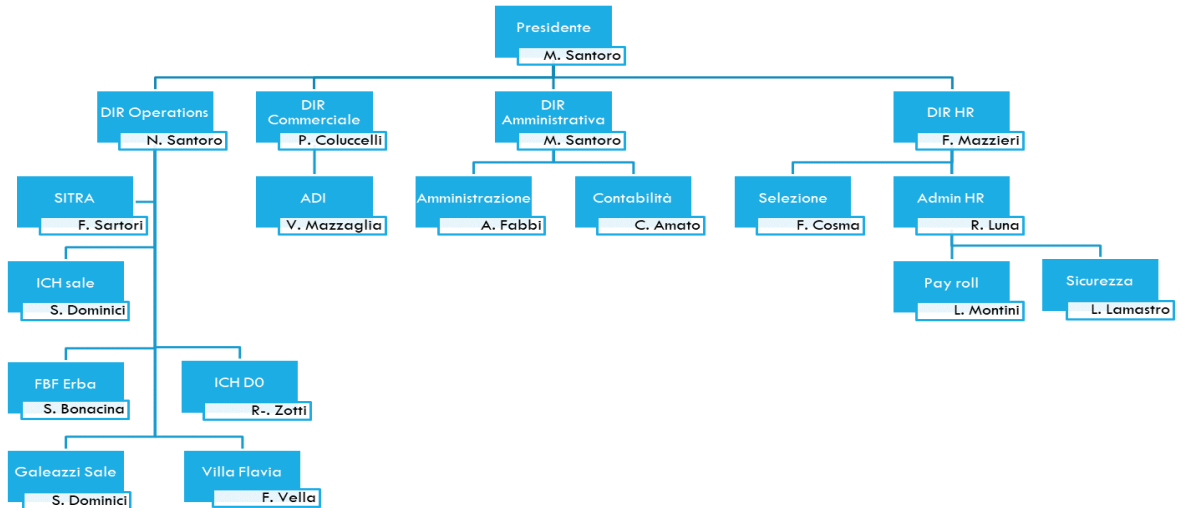 Presidente
M. Santoro
DIR Operations
N. Santoro
DIR
Commerciale
P. Coluccelli
DIR
Amministrativa
M. Santoro
DIR HR
F. Mazzieri
SITRA
F. Sartori
ADI
V. Mazzaglia
Amministrazione
A. Fabbi
Contabilità
C. Amato
Selezione
F. Cosma
Admin HR
R. Luna
ICH sale
S. Dominici
Pay roll
L. Montini
Sicurezza
L. Lamastro
FBF Erba
S. Bonacina
ICH D0
R-. Zotti
Galeazzi Sale
S. Dominici
Villa Flavia
F. Vella